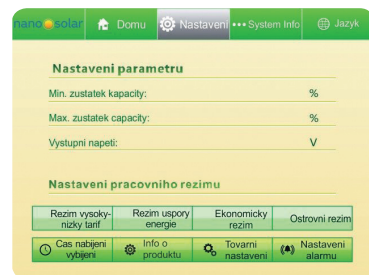 nano solar Domu Nastaveni System Info Jazyk
Nastaveni parametru
Min. zustatek kapacity: %
Max. zustatek kapacity: %
Vystupni napeti: V
Nastaveni pracovniho rezimu
Rezim vysoky- Rezim uspory Ekonomicky Ostrovni rezim
nizky tarif energie rezim
Cas nabijeni Info o Tovarni Nastaveni
vybijeni produktu nastaveni alarmu